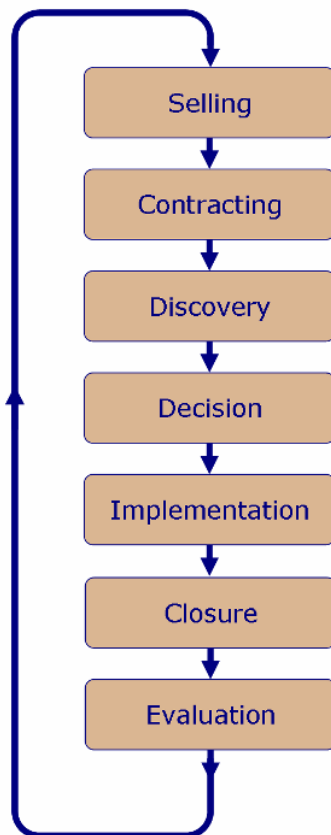 Selling
Contracting
Discovery
Decision
Implementation
Closure
Evaluation